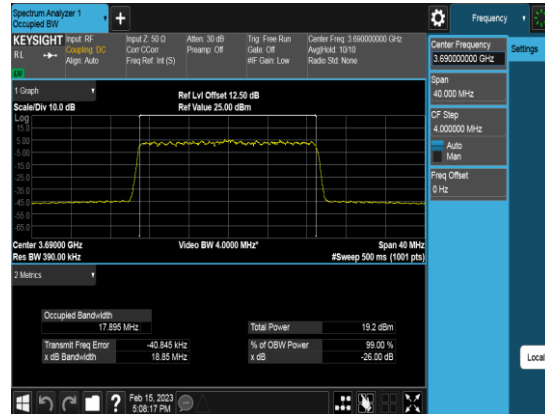 Spectrum Analyzer 1
Occupied BW
Frequency
KEYSIGHT
RL
Input: RF
Coupling: DC
Align: Auto
Input Z: 50 Ω
Corr CCorr
Freq Ref: Int (S)
Atten: 30 dB
Preamp: Off
Trig: Free Run
Gate: Off
#IF Gain: Low
Center Freq: 3.690000000 GHz
Avg|Hold: 10/10
Radio Std: None
LVI
Center Frequency
3.690000000 GHz
Settings
Span
40.000 MHz
CF Step
4.000000 MHz
Auto
Man
Freq Offset
0 Hz
Local
1 Graph
Scale/Div 10.0 dB
Ref Lvl Offset 12.50 dB
Ref Value 25.00 dBm
Log
15.0
5.00
-5.00
-15.0
-25.0
-35.0
-45.0
-55.0
-65.0
Center 3.69000 GHz
Res BW 390.00 kHz
Video BW 4.0000 MHz*
Span 40 MHz
#Sweep 500 ms (1001 pts)
2 Metrics
Occupied Bandwidth
17.895 MHz
Total Power 19.2 dBm
Transmit Freq Error -40.845 kHz
% of OBW Power 99.00 %
x dB Bandwidth 18.85 MHz
x dB -26.00 dB
Feb 15, 2023
5:08:17 PM